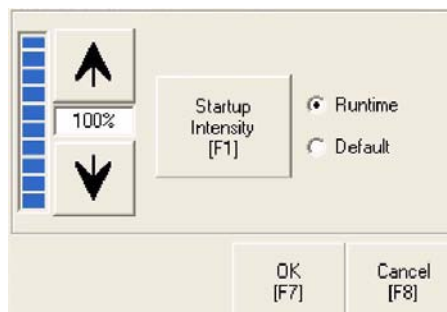 100%
Startup
Intensity
[F1]
Runtime
Default
OK
[F7]
Cancel
[F8]